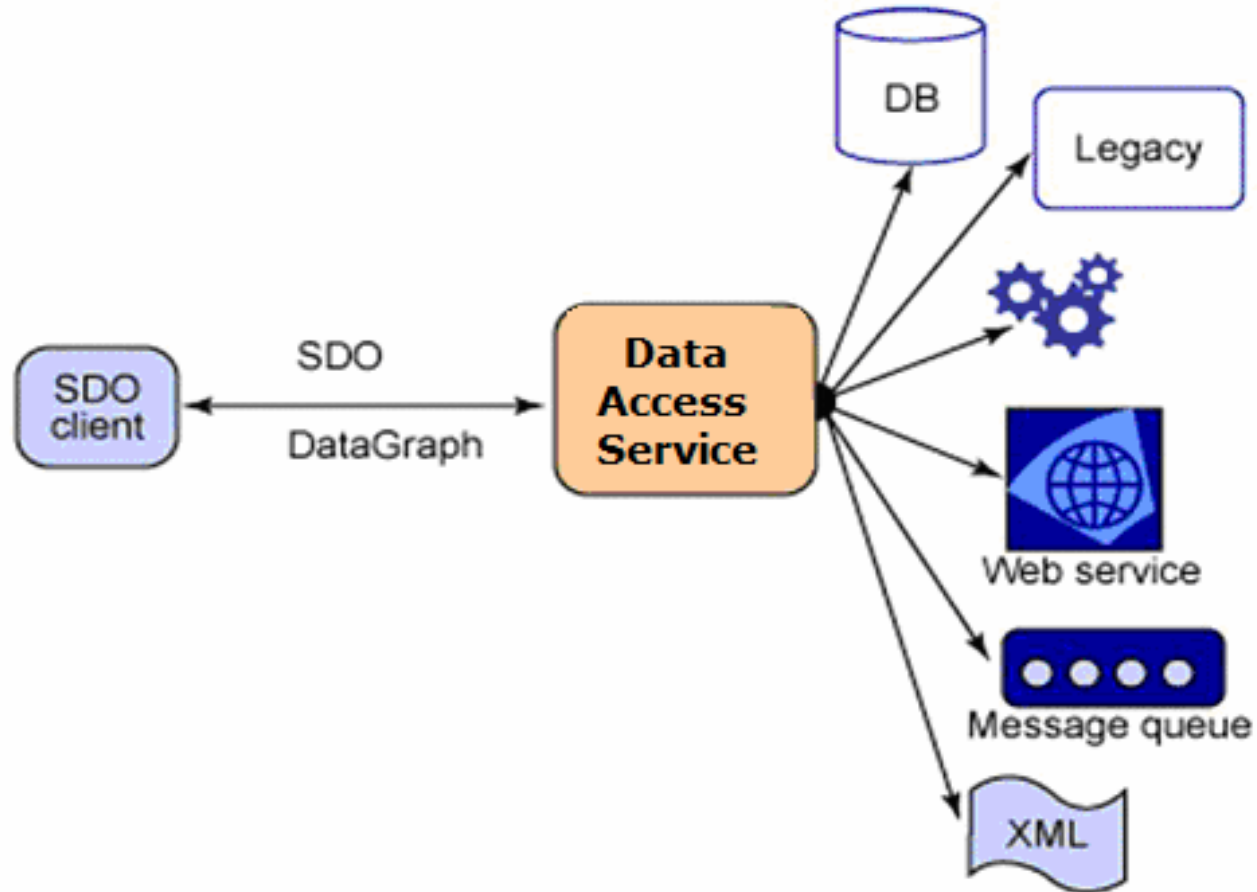 DB
Legacy
SDO
client
SDO
DataGraph
Data
Access
Service
Web service
Message queue
XML